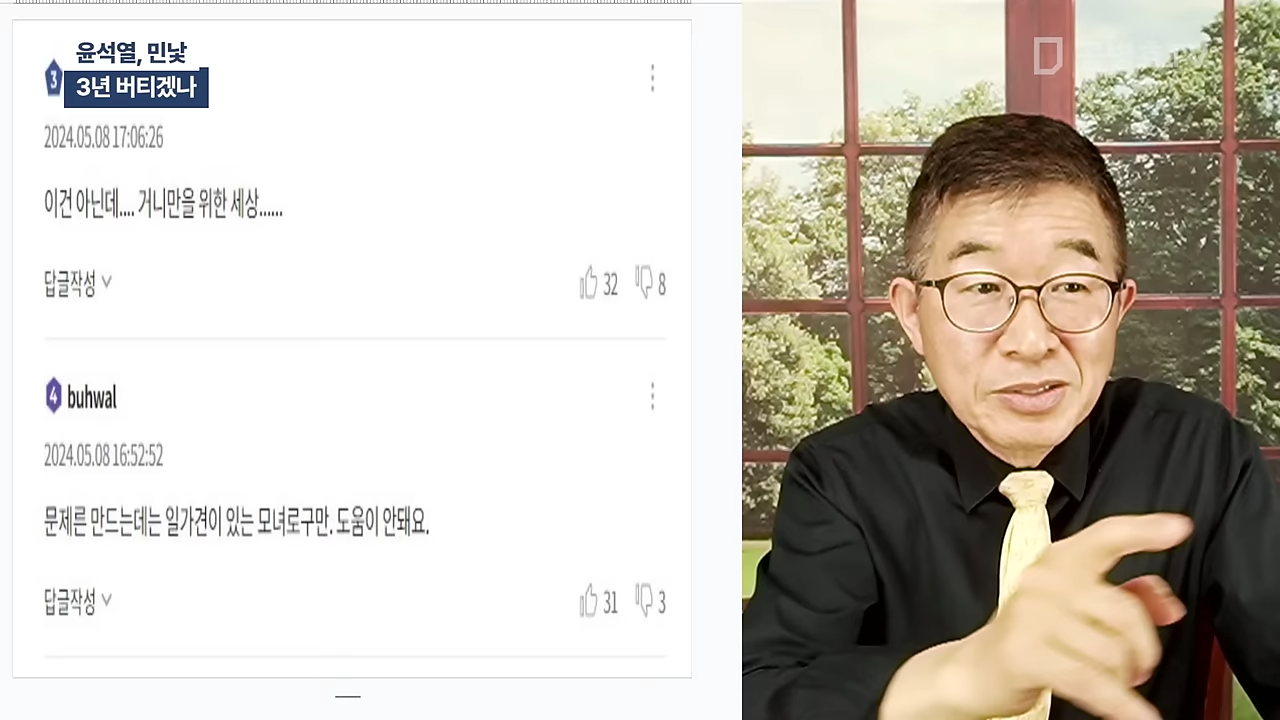 윤석열, 민낯
3년 버티겠나
3
2024.05.08 17:06:26
이건 아닌데.... 거니만을 위한 세상......
답글작성
32
8
4 buhwal
2024.05.08 16:52:52
문제른 만드는데는 일가견이 있는 모녀로구만. 도움이 안돼요.
답글작성
31
3